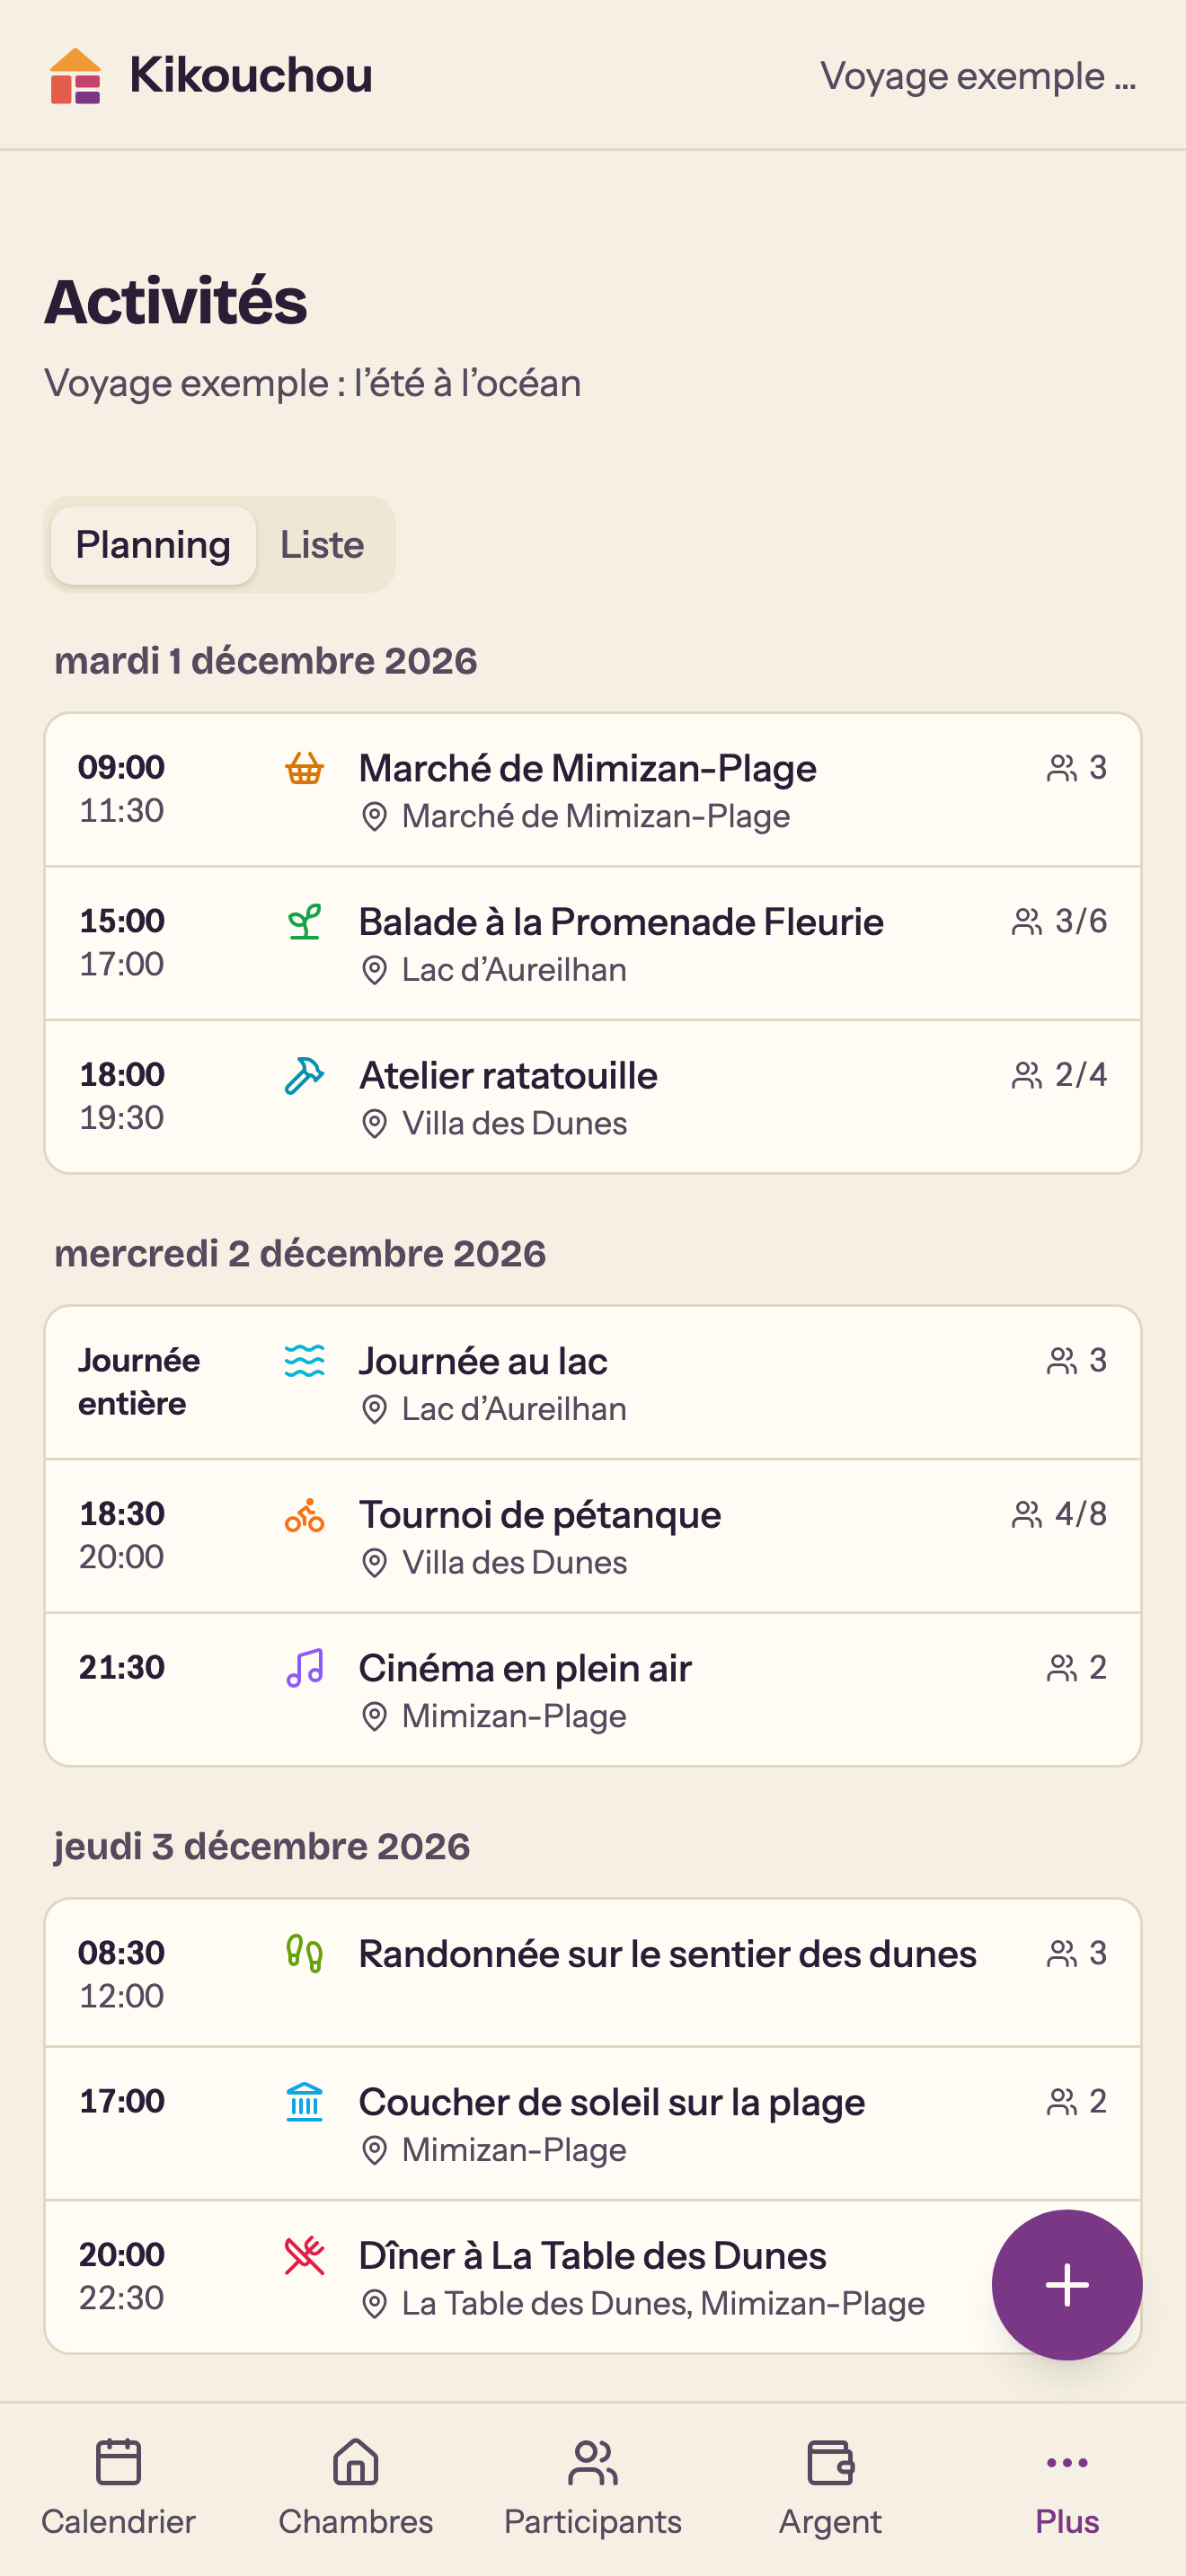 Kikouchou
Voyage exemple ...
Activités
Voyage exemple : l’été à l’océan
Planning
Liste
mardi 1 décembre 2026
09:00
11:30
Marché de Mimizan-Plage
Marché de Mimizan-Plage
3
15:00
17:00
Balade à la Promenade Fleurie
Lac d’Aureilhan
3/6
18:00
19:30
Atelier ratatouille
Villa des Dunes
2/4
mercredi 2 décembre 2026
Journée
entière
Journée au lac
Lac d’Aureilhan
3
18:30
20:00
Tournoi de pétanque
Villa des Dunes
4/8
21:30
Cinéma en plein air
Mimizan-Plage
2
jeudi 3 décembre 2026
08:30
12:00
Randonnée sur le sentier des dunes
3
17:00
Coucher de soleil sur la plage
Mimizan-Plage
2
20:00
22:30
Dîner à La Table des Dunes
La Table des Dunes, Mimizan-Plage
Calendrier
Chambres
Participants
Argent
Plus